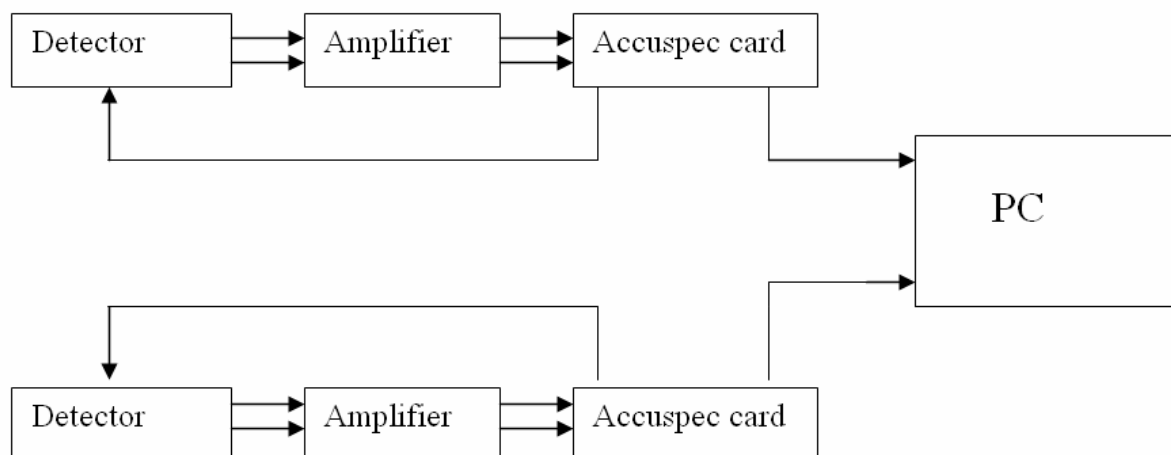 Detector
Amplifier
Accuspec card
PC
Detector
Amplifier
Accuspec card